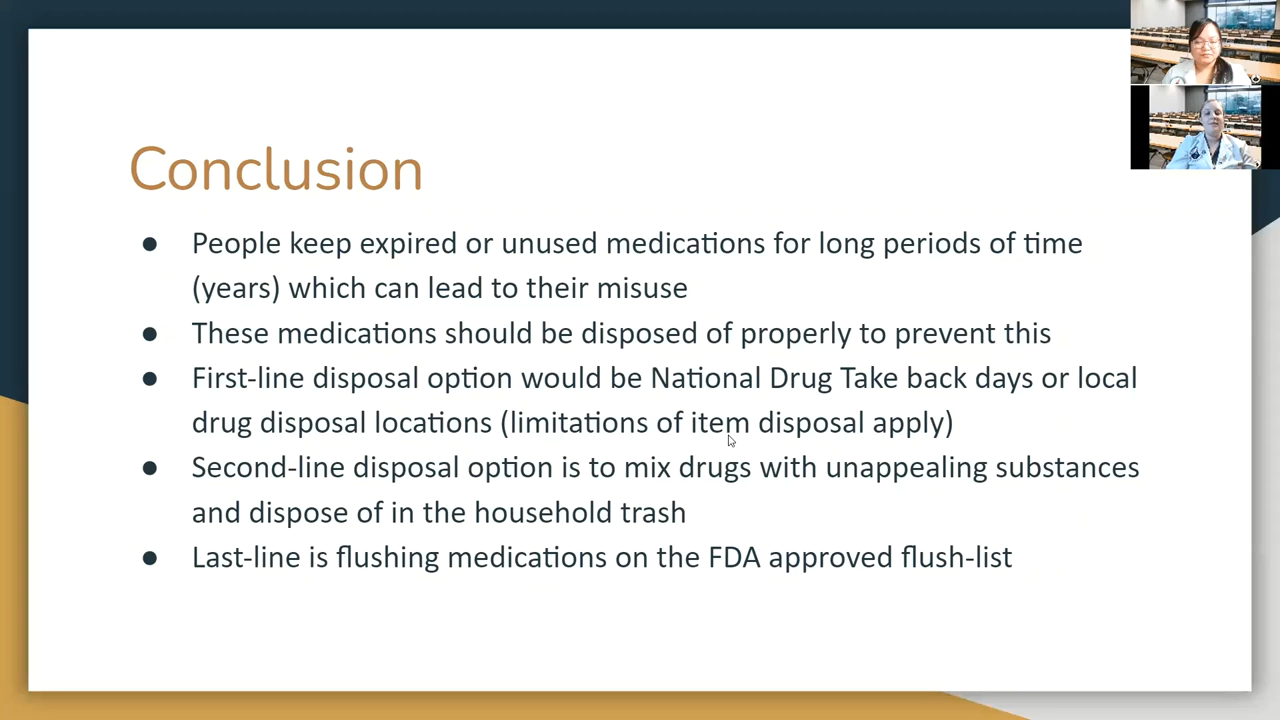 Conclusion
● People keep expired or unused medications for long periods of time
(years) which can lead to their misuse
● These medications should be disposed of properly to prevent this
● First-line disposal option would be National Drug Take back days or local
drug disposal locations (limitations of item disposal apply)
● Second-line disposal option is to mix drugs with unappealing substances
and dispose of in the household trash
● Last-line is flushing medications on the FDA approved flush-list